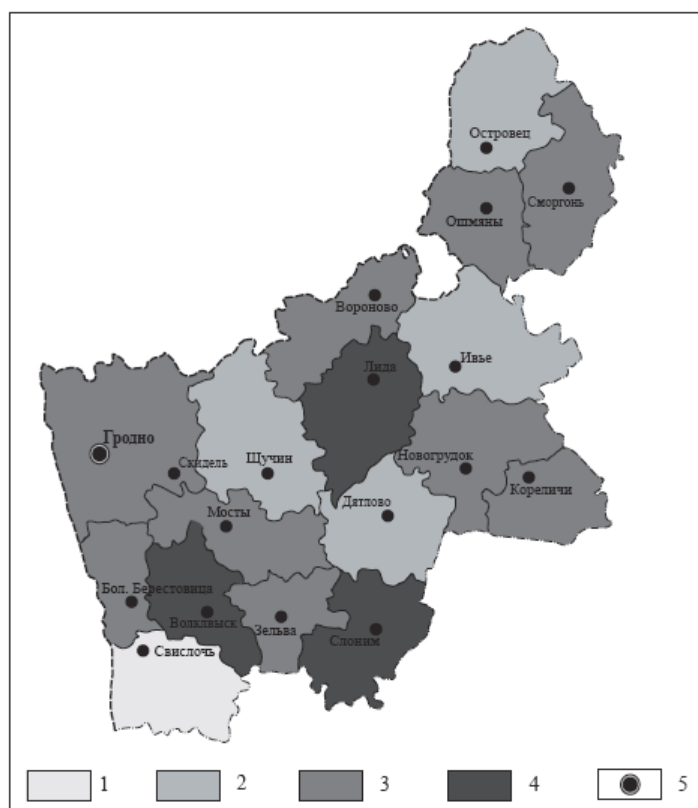 Островец
Сморгонь
Ошмяны
Вороново
Ивье
Лида
Гродно
Скидель
Щучин
Новогрудок
Кореличи
Дятлово
Мосты
Бол. Берестовица
Волклвыск
Зельва
Слоним
Свислочь
1 2 3 4 5